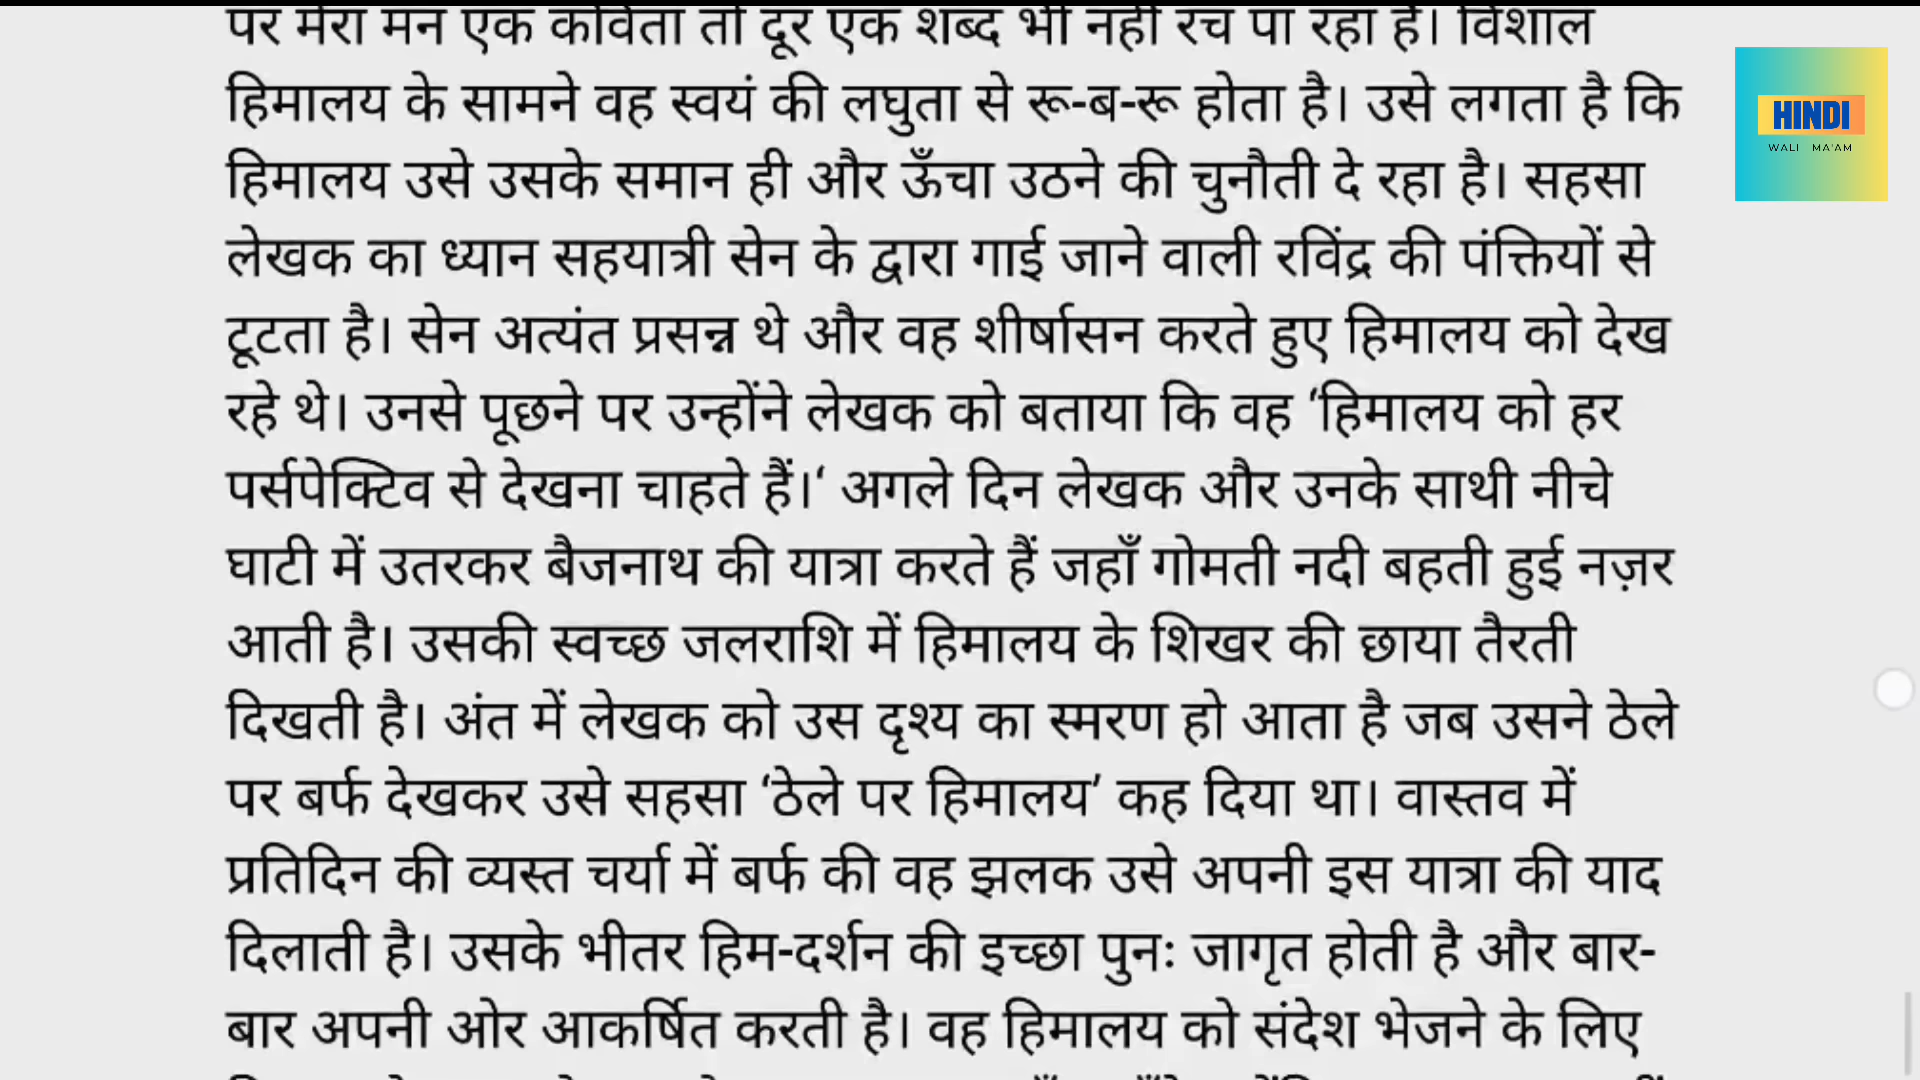 पर मेरा मन एक कविता तो दूर एक शब्द भी नहीं रच पा रहा है। विशाल
हिमालय के सामने वह स्वयं की लघुता से रू-ब-रू होता है। उसे लगता है कि
हिमालय उसे उसके समान ही और ऊँचा उठने की चुनौती दे रहा है। सहसा
लेखक का ध्यान सहयात्री सेन के द्वारा गाई जाने वाली रविंद्र की पंक्तियों से
टूटता है। सेन अत्यंत प्रसन्न थे और वह शीर्षासन करते हुए हिमालय को देख
रहे थे। उनसे पूछने पर उन्होंने लेखक को बताया कि वह ‘हिमालय को हर
पर्सपेक्टिव से देखना चाहते हैं।‘ अगले दिन लेखक और उनके साथी नीचे
घाटी में उतरकर बैजनाथ की यात्रा करते हैं जहाँ गोमती नदी बहती हुई नज़र
आती है। उसकी स्वच्छ जलराशि में हिमालय के शिखर की छाया तैरती
दिखती है। अंत में लेखक को उस दृश्य का स्मरण हो आता है जब उसने ठेले
पर बर्फ देखकर उसे सहसा ‘ठेले पर हिमालय’ कह दिया था। वास्तव में
प्रतिदिन की व्यस्त चर्या में बर्फ की वह झलक उसे अपनी इस यात्रा की याद
दिलाती है। उसके भीतर हिम-दर्शन की इच्छा पुनः जागृत होती है और बार-
बार अपनी ओर आकर्षित करती है। वह हिमालय को संदेश भेजने के लिए
HINDI
WALI MA'AM